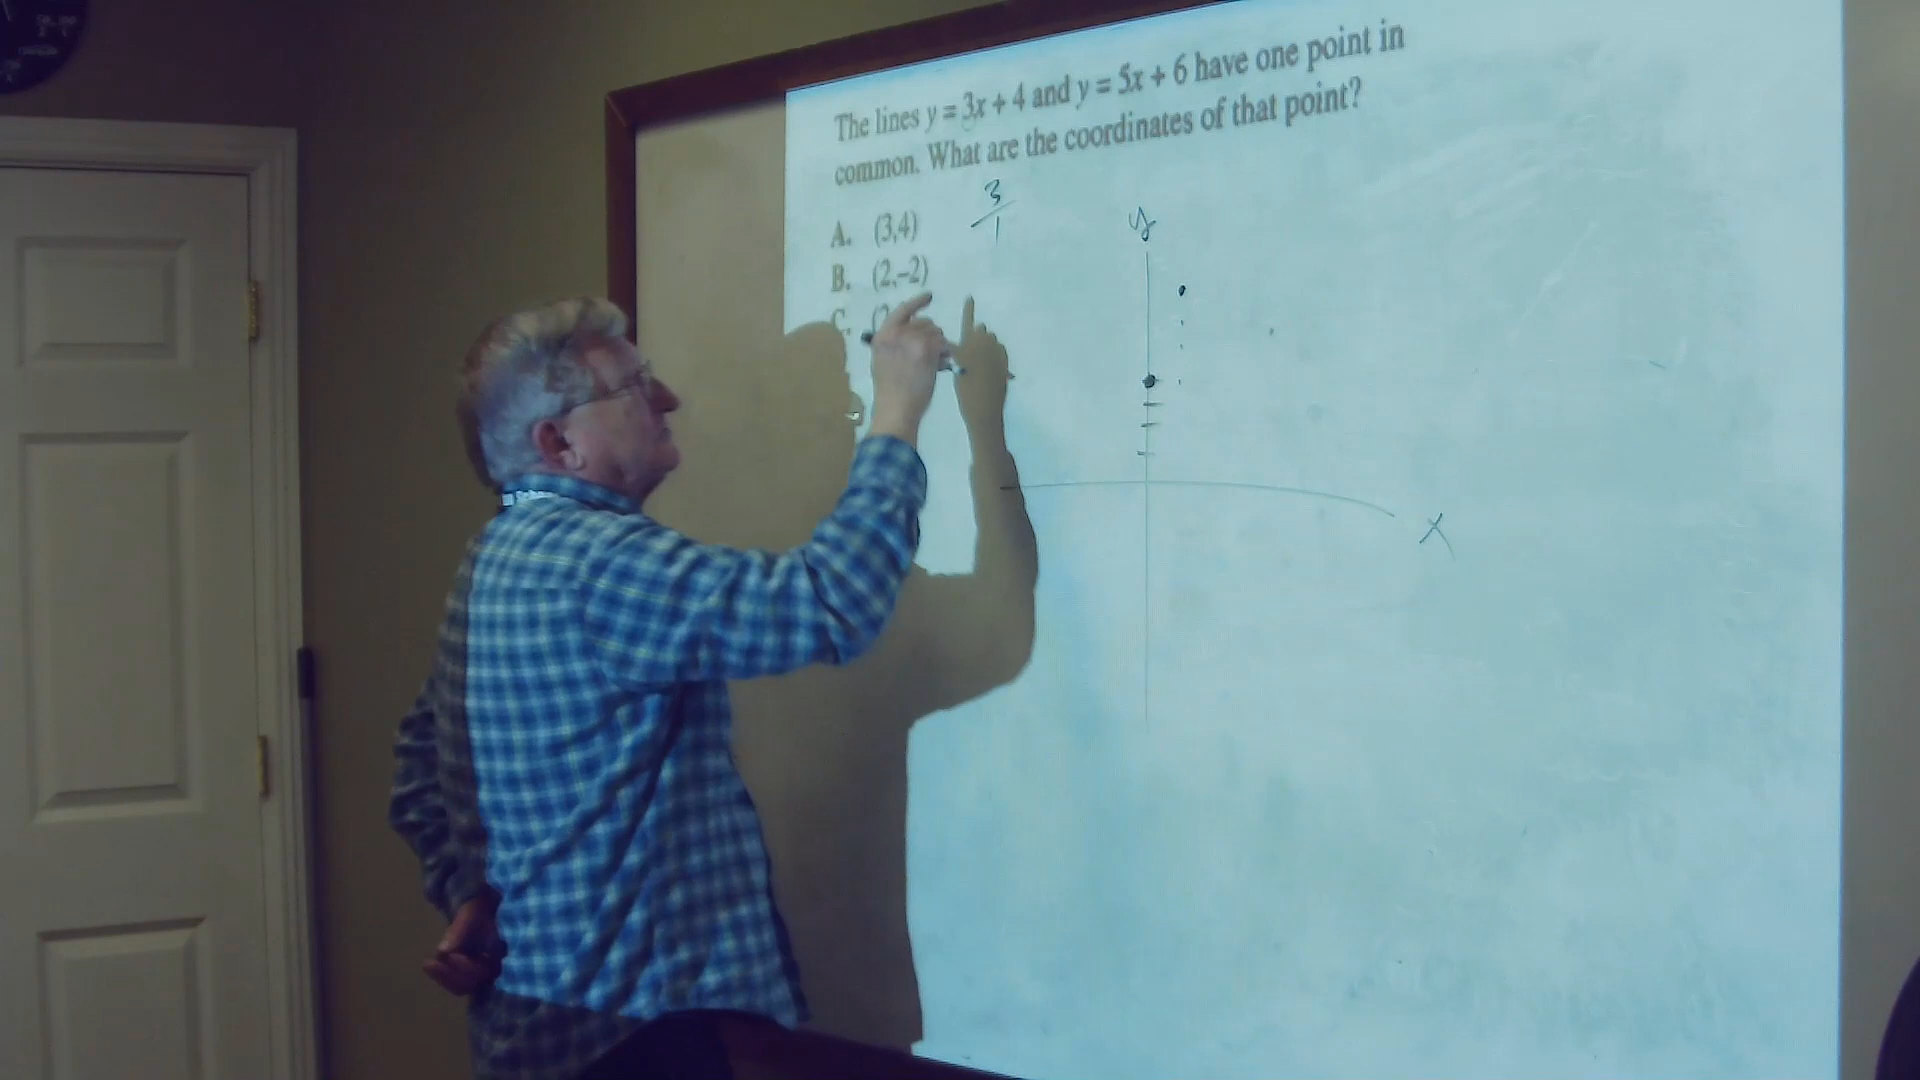 The lines y = 3x + 4 and y = 5x + 6 have one point in
common. What are the coordinates of that point?
3
1
A. (3,4)
B. (2,–2)
C.
y
x